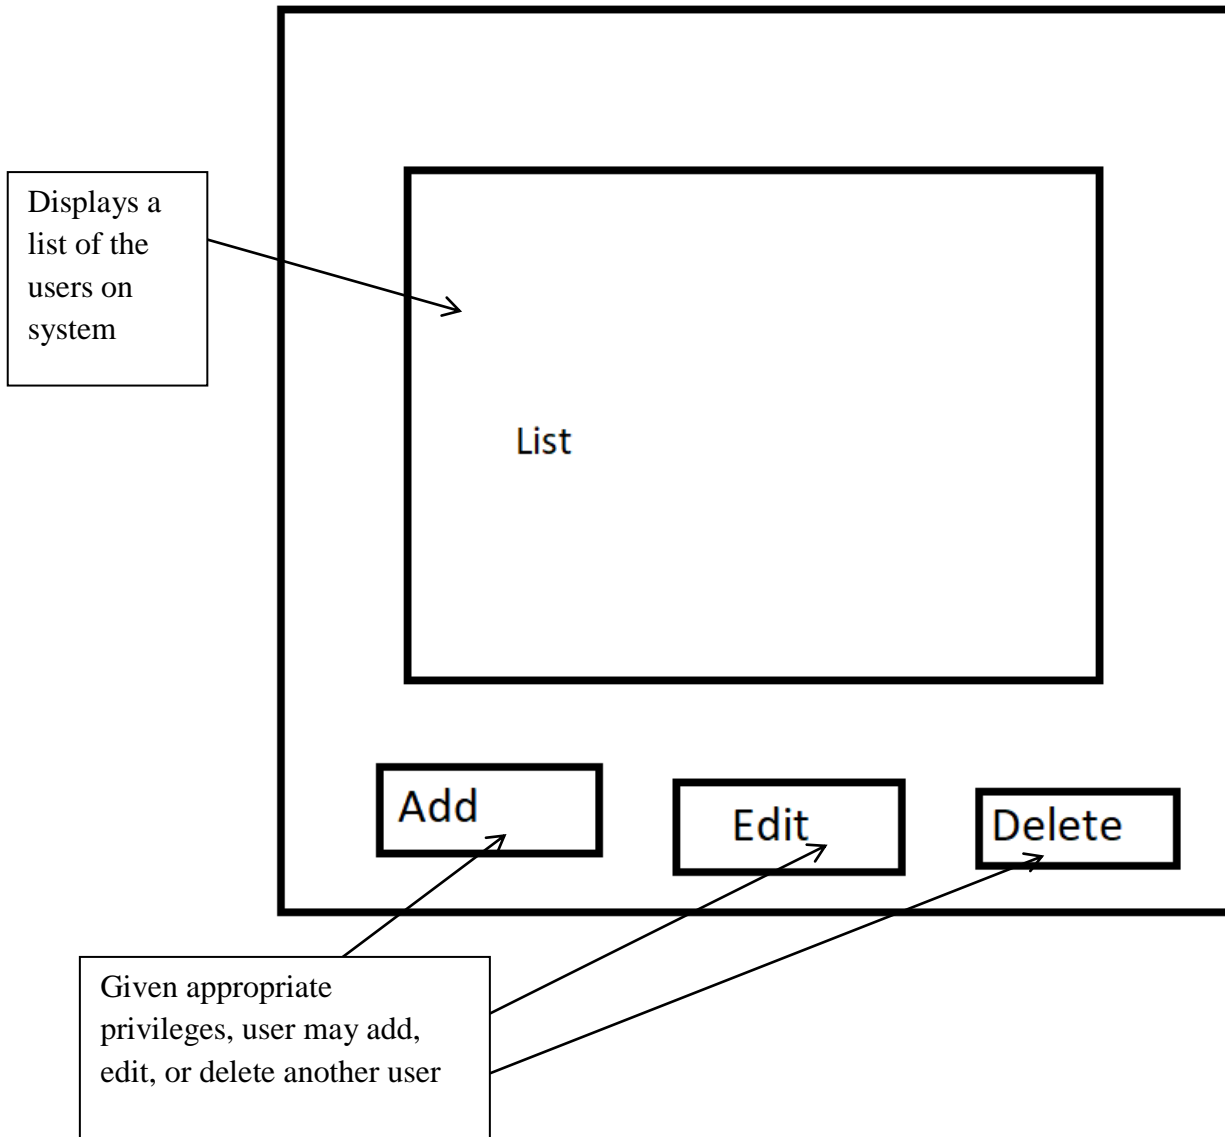 Displays a
list of the
users on
system
List
Add
Edit
Delete
Given appropriate
privileges, user may add,
edit, or delete another user